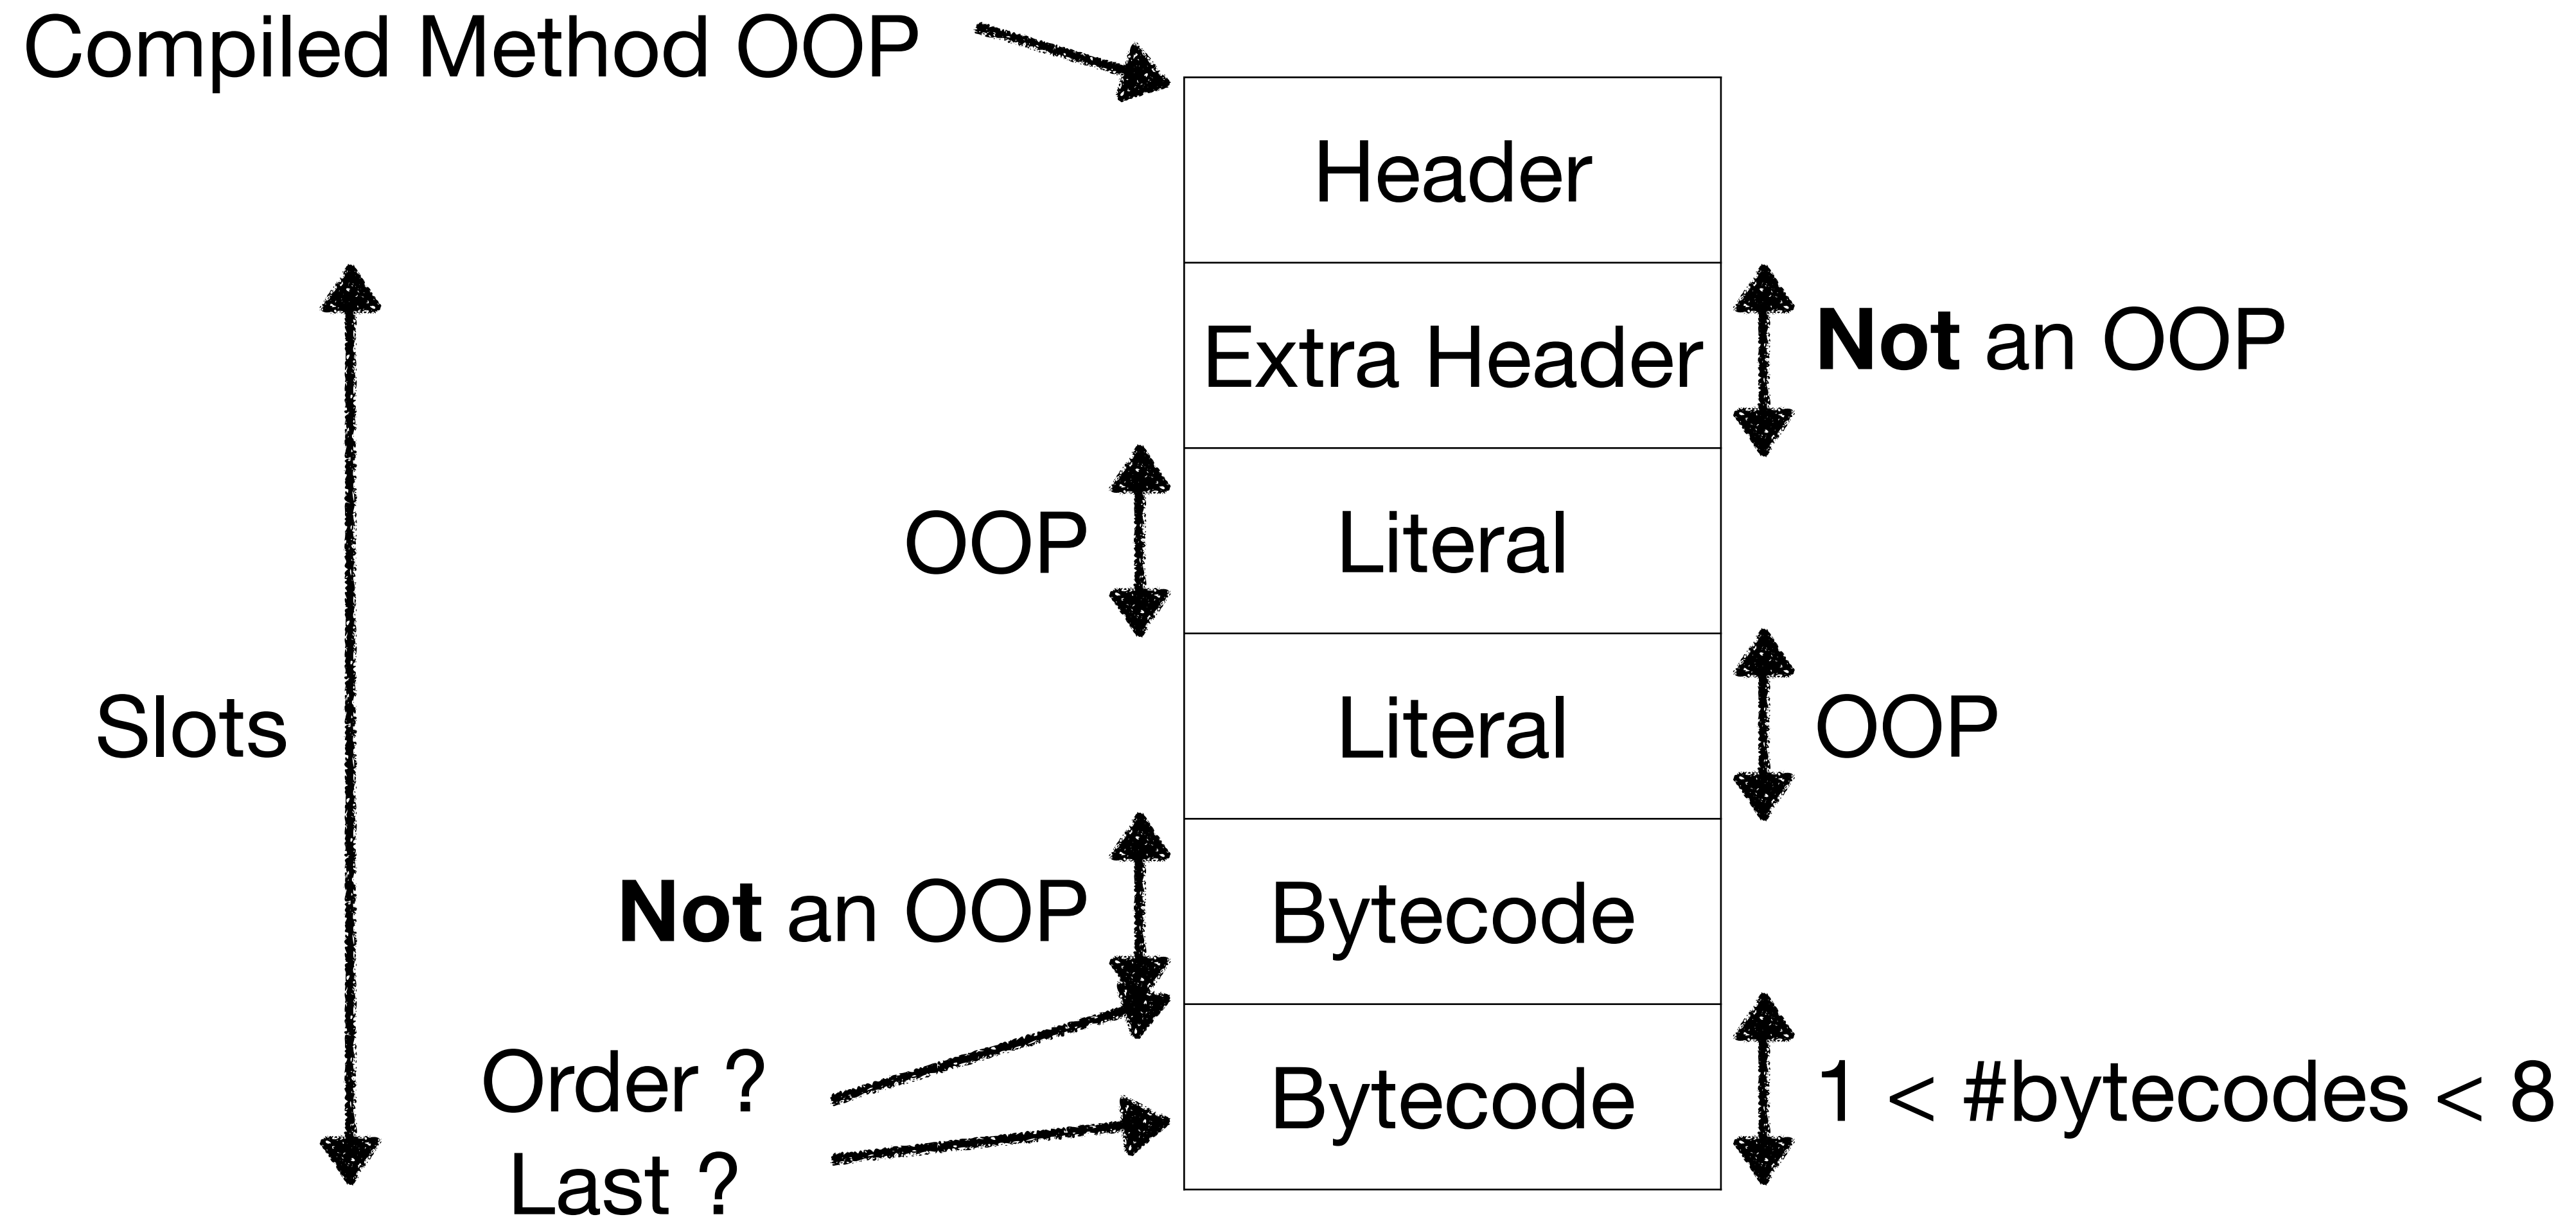 Compiled Method OOP
Header
Extra Header
Not an OOP
OOP
Literal
Slots
Literal
OOP
Not an OOP
Bytecode
Order ?
Last ?
Bytecode
1 < #bytecodes < 8